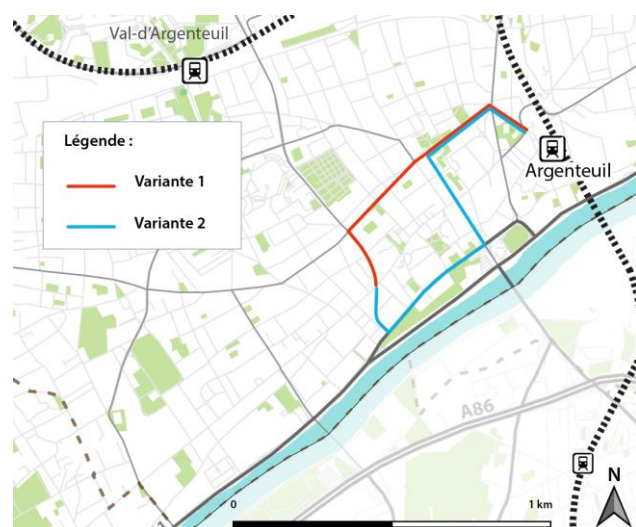 Val-d'Argenteuil
Légende :
Variante 1
Variante 2
Argenteuil
A86
N
0
1 km